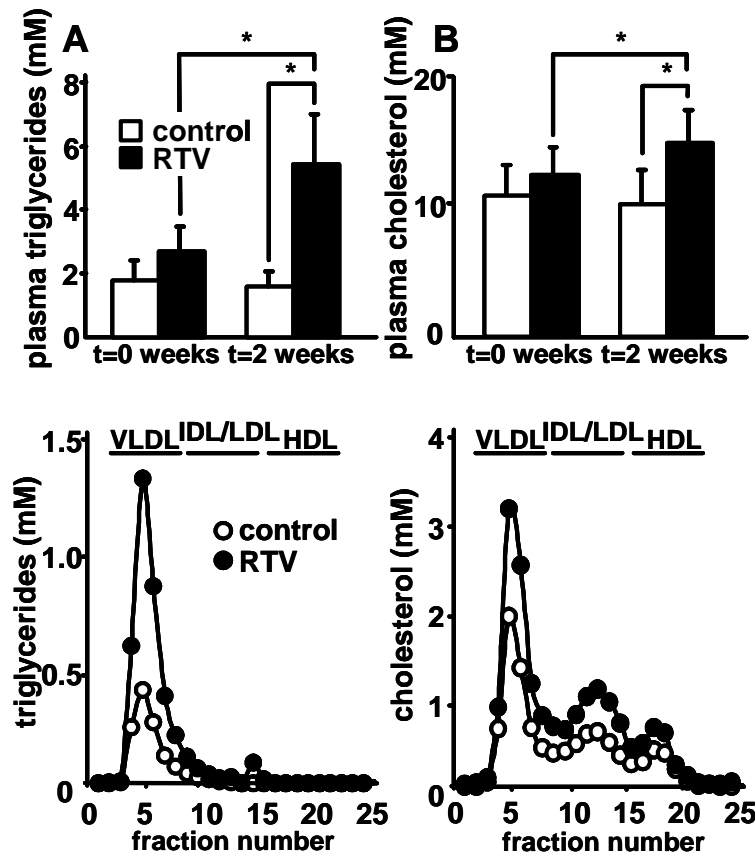 A
*
*
plasma triglycerides (mM)
8
6
4
2
0
control
RTV
t=0 weeks t=2 weeks
B
*
*
plasma cholesterol (mM)
20
10
0
t=0 weeks t=2 weeks
VLDL IDL/LDL HDL
triglycerides (mM)
1.5
1.0
0.5
0
control
RTV
0 5 10 15 20 25
fraction number
VLDL IDL/LDL HDL
cholesterol (mM)
4
3
2
1
0
0 5 10 15 20 25
fraction number